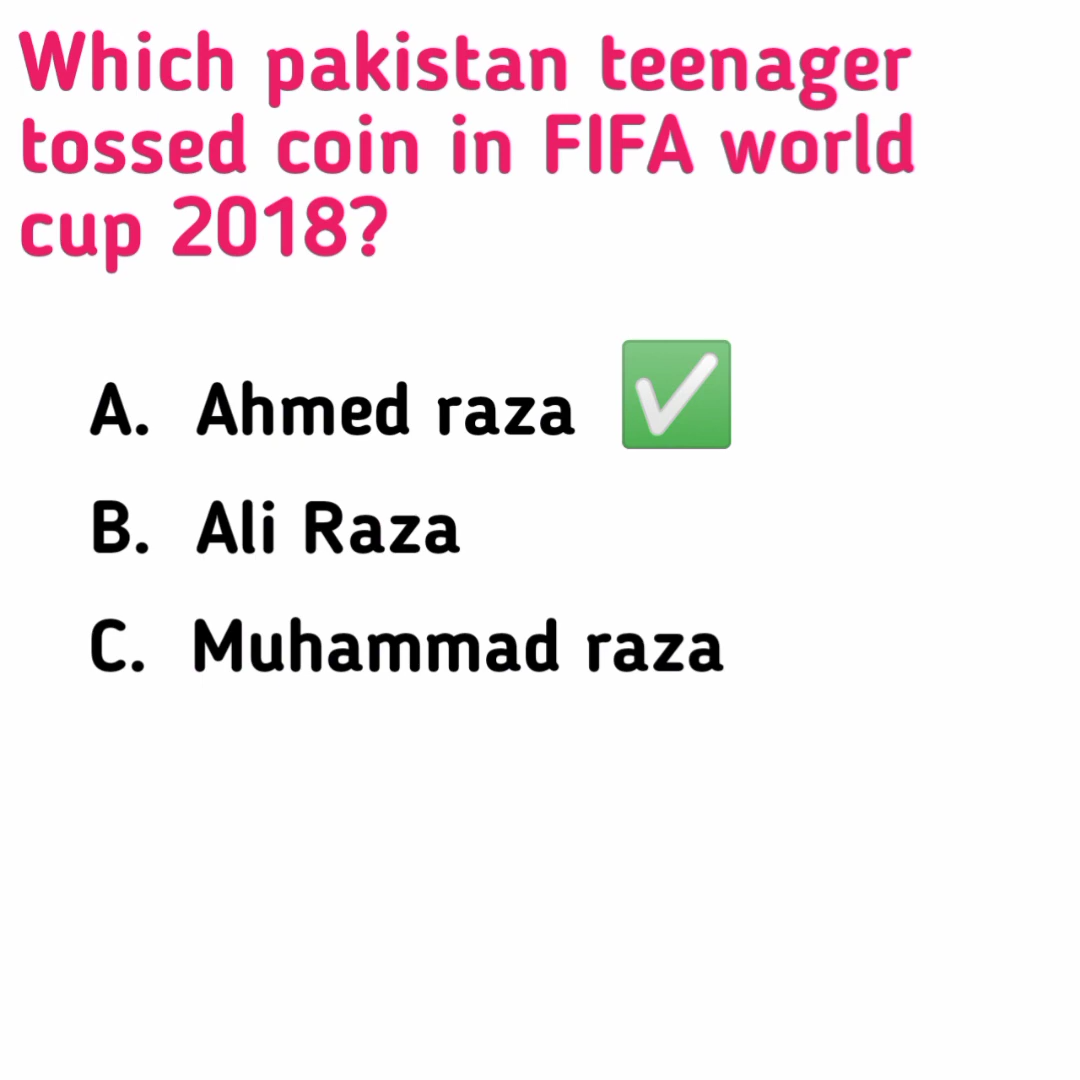 Which pakistan teenager
tossed coin in FIFA world
cup 2018?
A. Ahmed raza ✅
B. Ali Raza
C. Muhammad raza